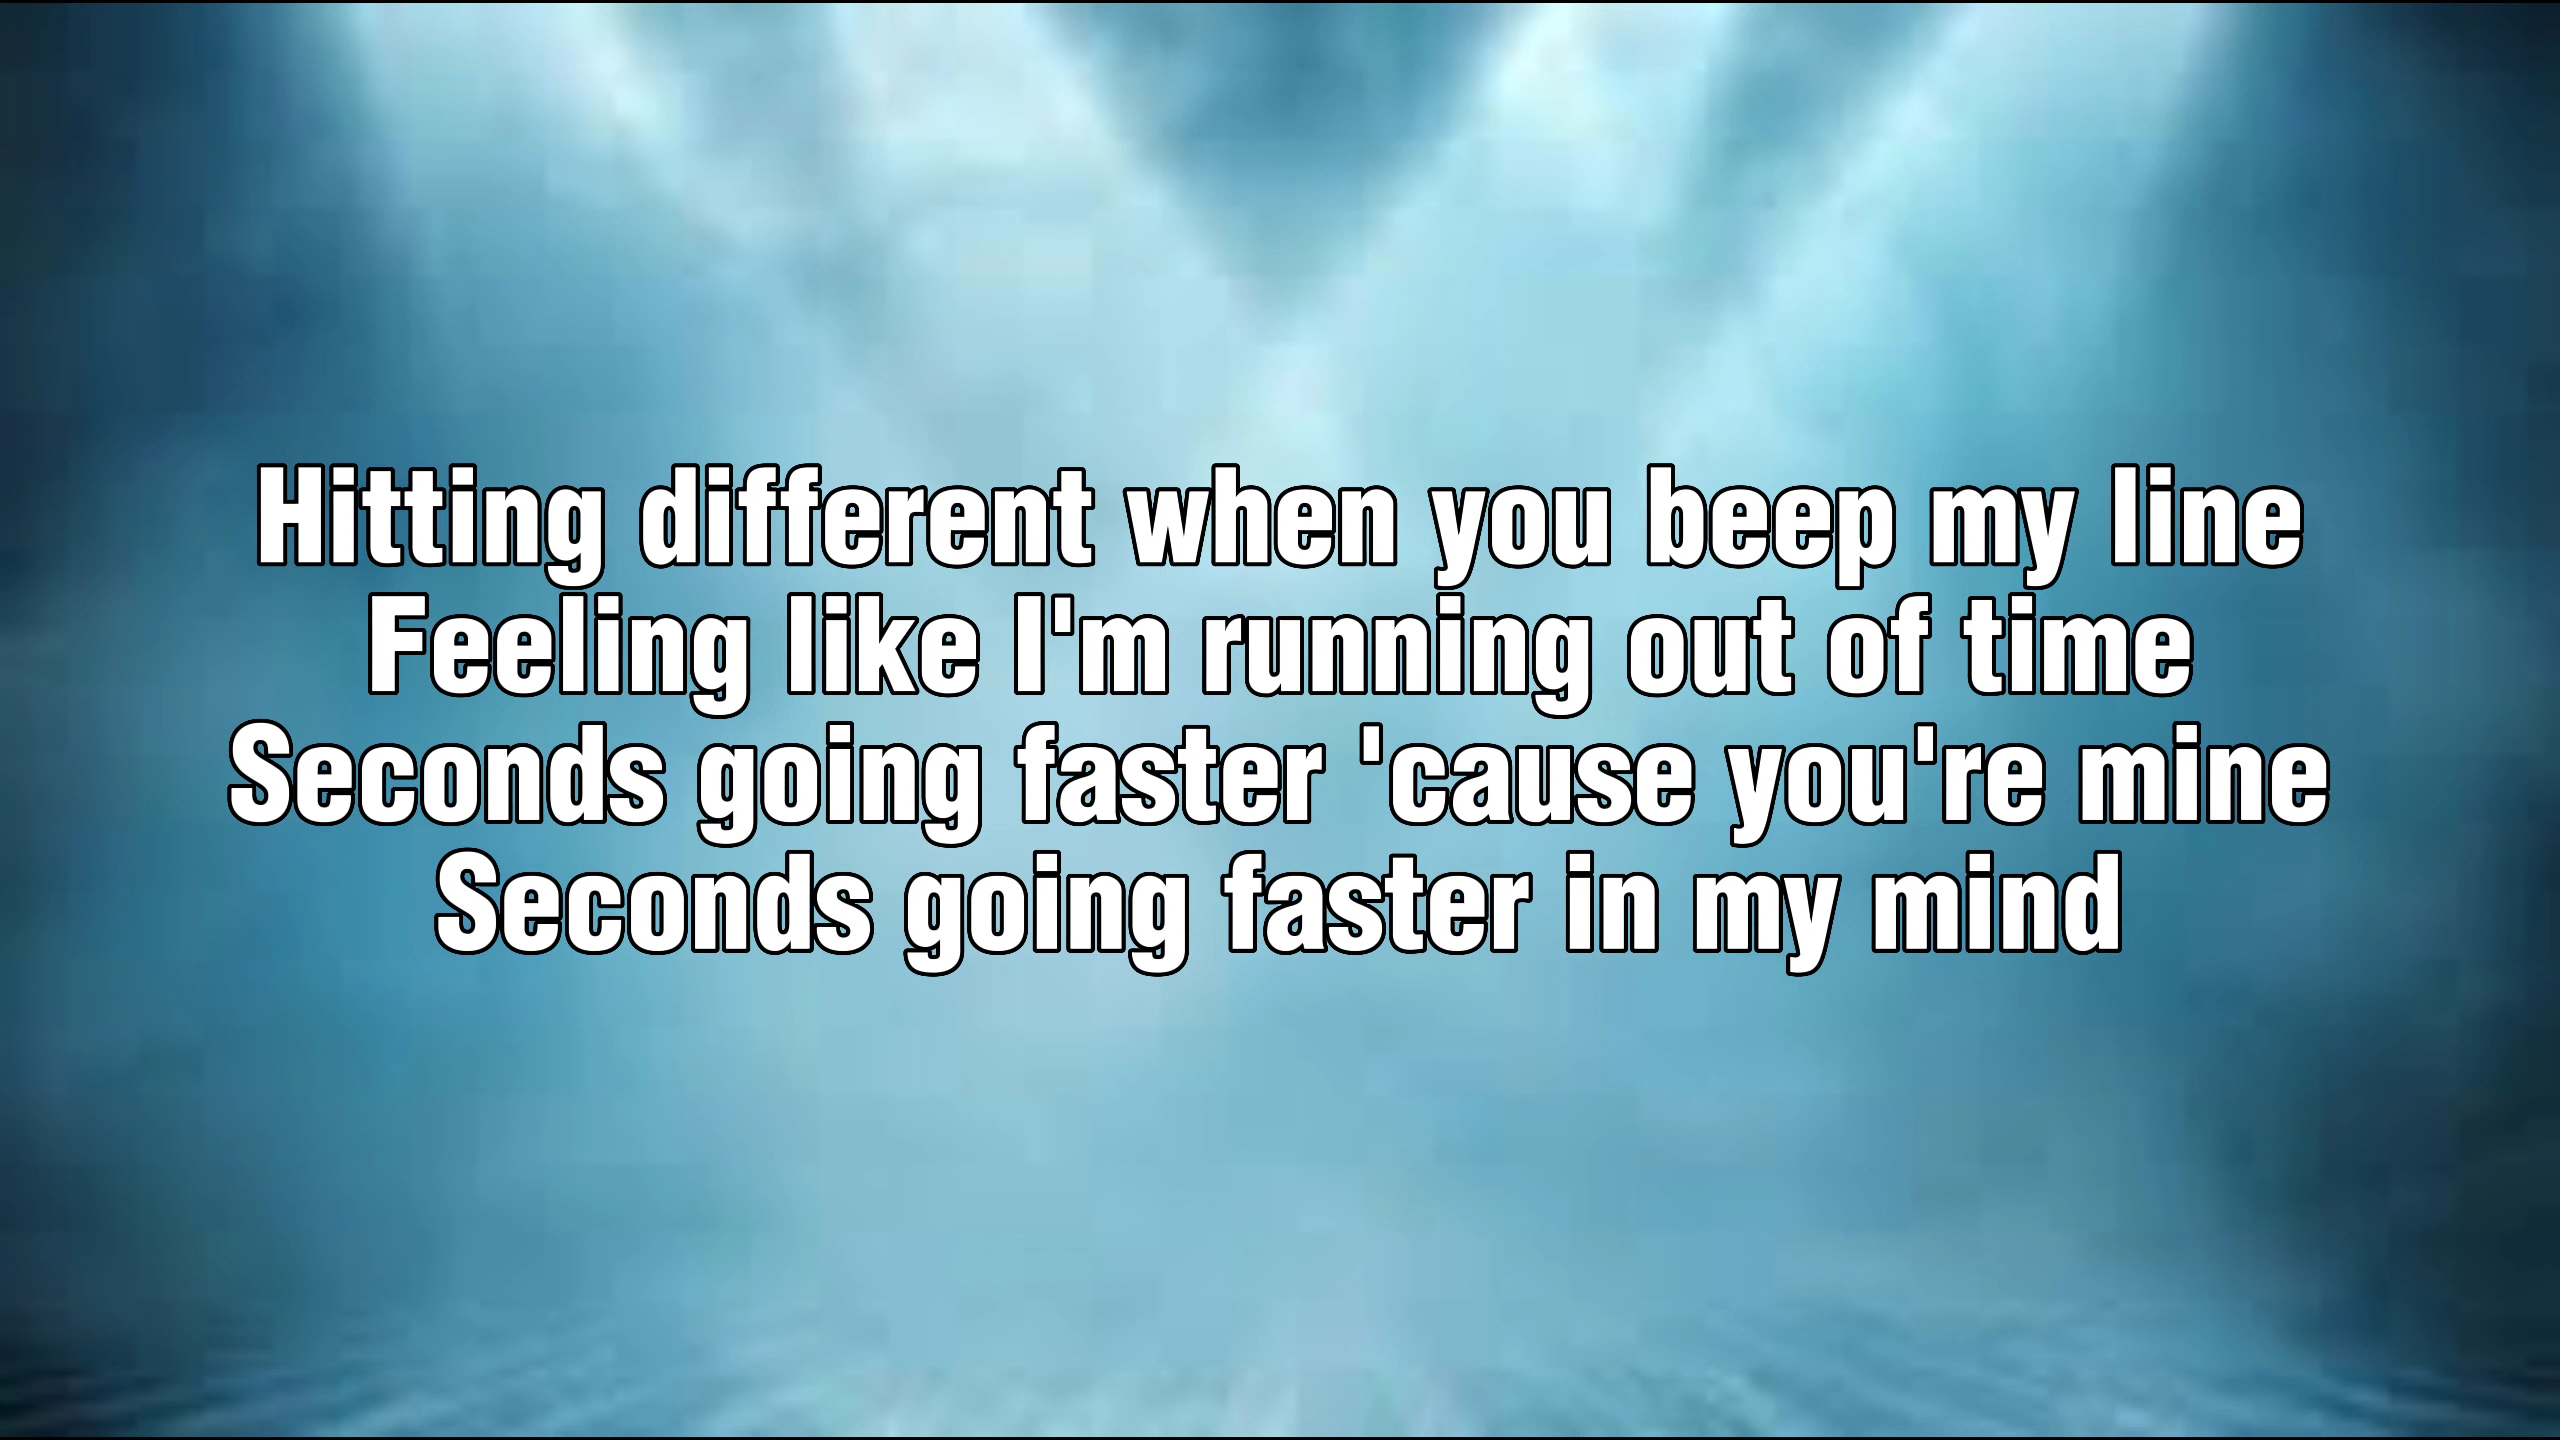 Hitting different when you beep my line
Feeling like I'm running out of time
Seconds going faster 'cause you're mine
Seconds going faster in my mind